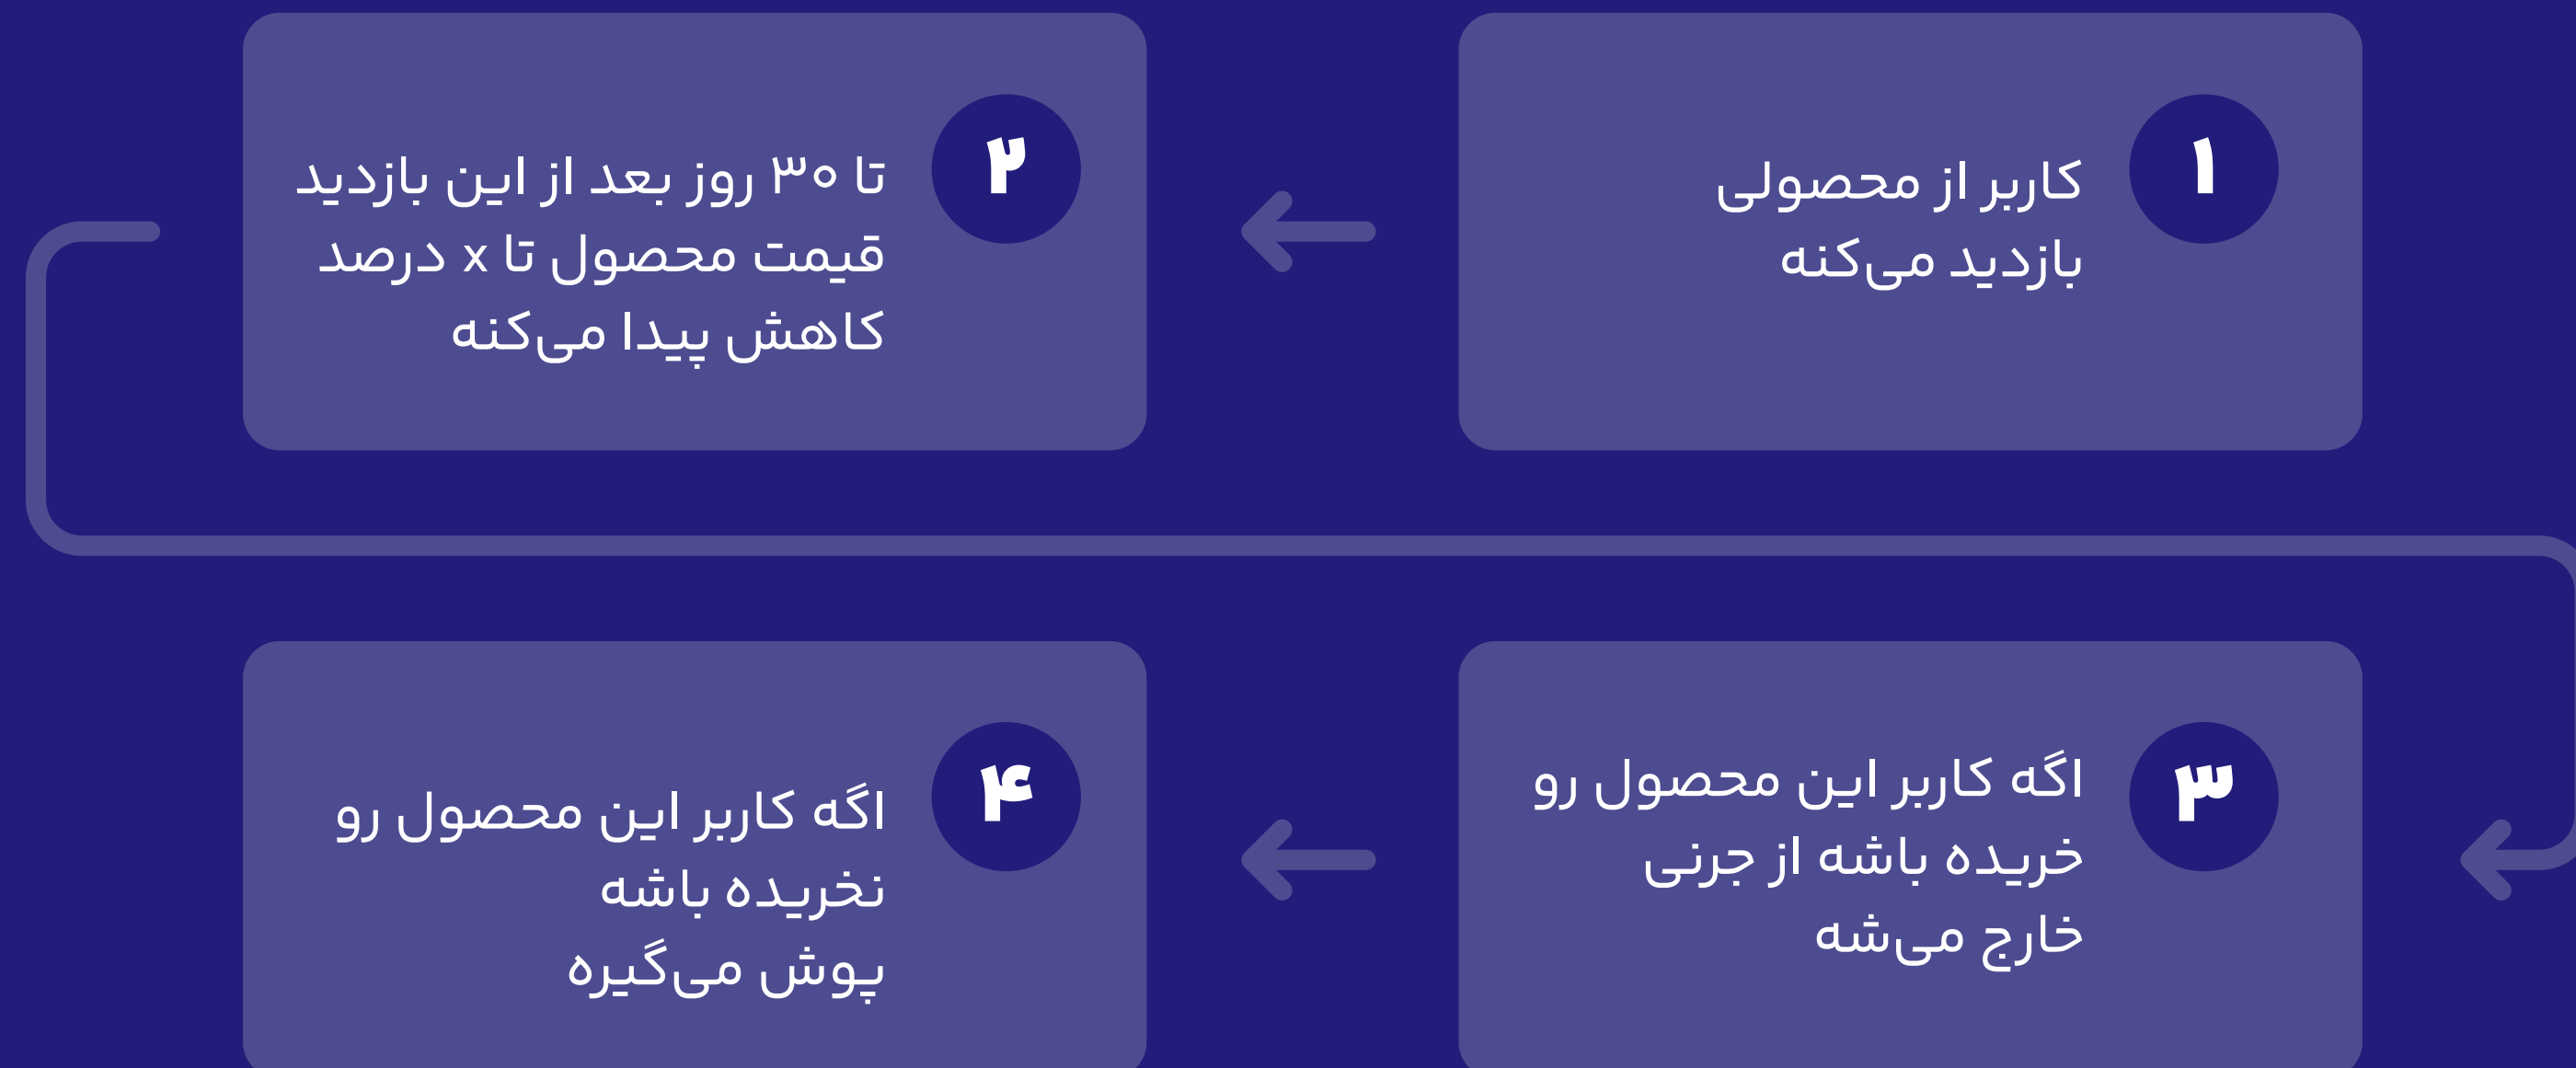 ۱
کاربر از محصولی
بازدید می‌کنه
۲
تا ۳۰ روز بعد از این بازدید
قیمت محصول تا x درصد
کاهش پیدا می‌کنه
۳
اگه کاربر این محصول رو
خریده باشه از جرنی
خارج می‌شه
۴
اگه کاربر این محصول رو
نخریده باشه
پوش می‌گیره